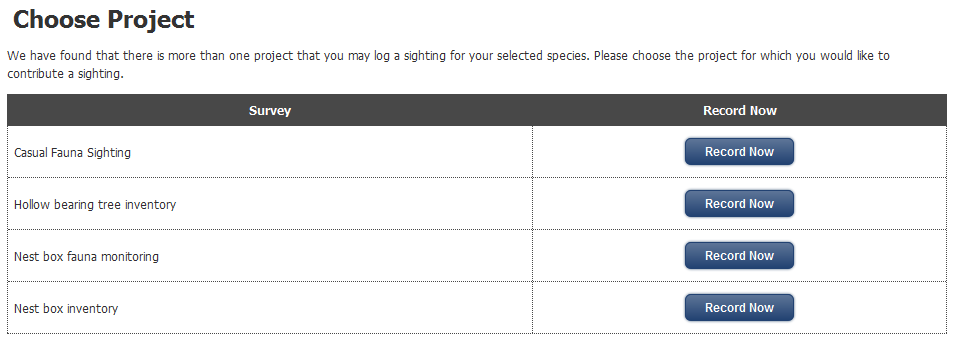 Choose Project
We have found that there is more than one project that you may log a sighting for your selected species. Please choose the project for which you would like to
contribute a sighting.
Survey Record Now
Casual Fauna Sighting Record Now
Hollow bearing tree inventory Record Now
Nest box fauna monitoring Record Now
Nest box inventory Record Now